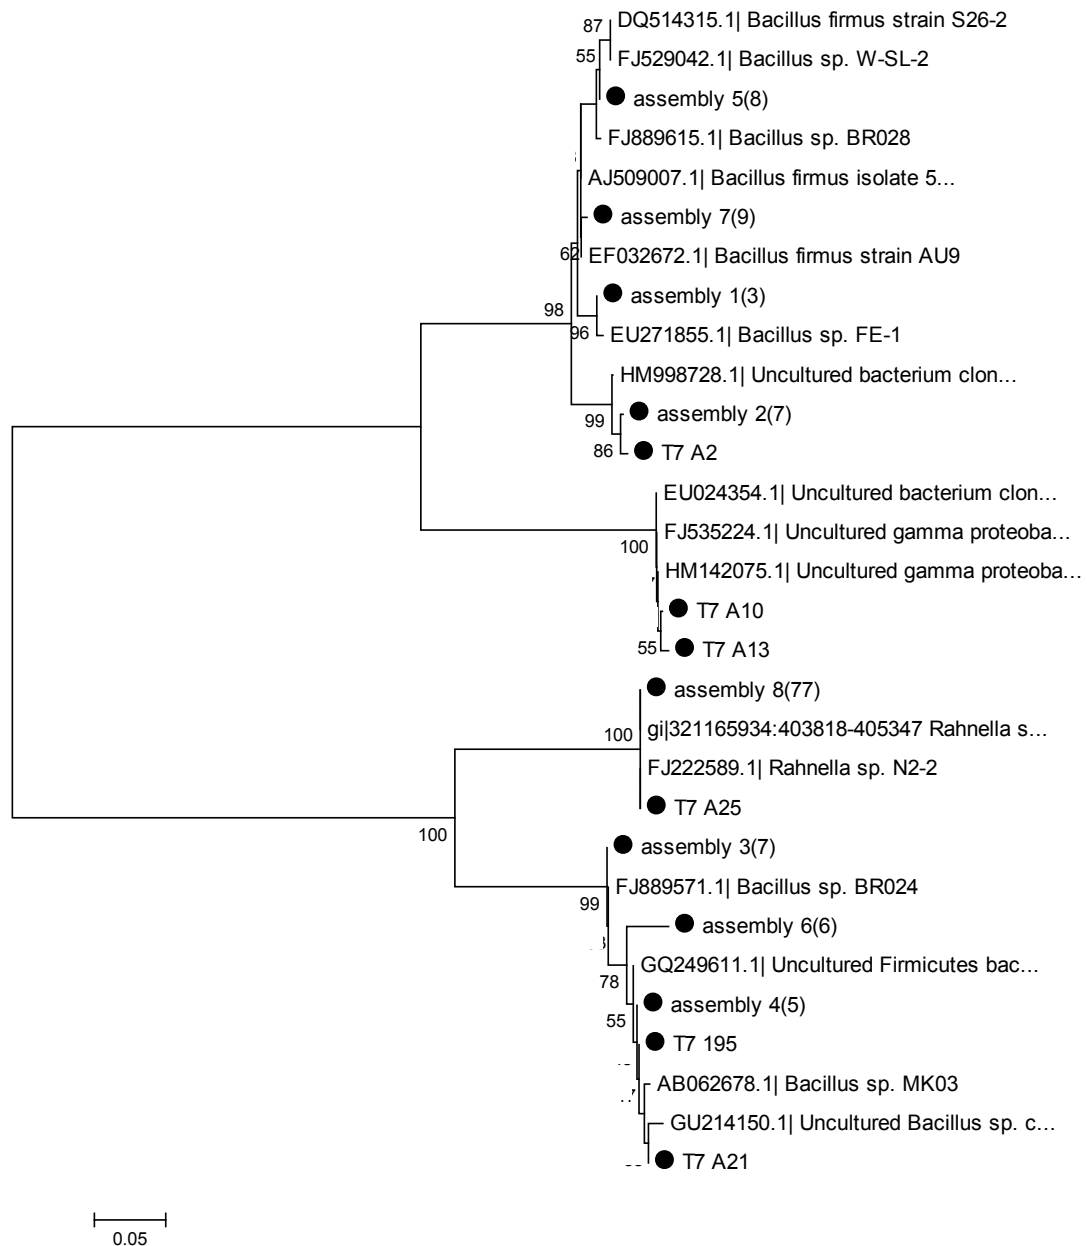 87
DQ514315.1| Bacillus firmus strain S26-2
55
FJ529042.1| Bacillus sp. W-SL-2
assembly 5(8)
FJ889615.1| Bacillus sp. BR028
AJ509007.1| Bacillus firmus isolate 5...
assembly 7(9)
62
EF032672.1| Bacillus firmus strain AU9
assembly 1(3)
98
96
EU271855.1| Bacillus sp. FE-1
HM998728.1| Uncultured bacterium clon...
assembly 2(7)
99
86
T7 A2
EU024354.1| Uncultured bacterium clon...
FJ535224.1| Uncultured gamma proteoba...
100
HM142075.1| Uncultured gamma proteoba...
T7 A10
55
T7 A13
assembly 8(77)
100
gi|321165934:403818-405347 Rahnella s...
FJ222589.1| Rahnella sp. N2-2
T7 A25
100
assembly 3(7)
FJ889571.1| Bacillus sp. BR024
99
assembly 6(6)
GQ249611.1| Uncultured Firmicutes bac...
78
assembly 4(5)
55
T7 195
AB062678.1| Bacillus sp. MK03
GU214150.1| Uncultured Bacillus sp. c...
T7 A21
0.05